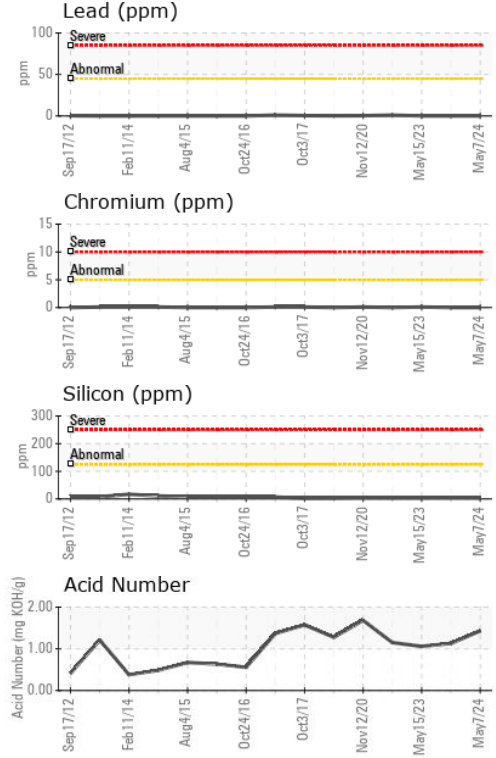 Lead (ppm)
100
Severe
Abnormal
50
0
ppm
Sep17/12
Feb11/14
Aug4/15
Oct24/16
Oct3/17
Nov12/20
May15/23
May7/24
Chromium (ppm)
15
Severe
10
Abnormal
5
0
ppm
Sep17/12
Feb11/14
Aug4/15
Oct24/16
Oct3/17
Nov12/20
May15/23
May7/24
Silicon (ppm)
300
Severe
200
Abnormal
100
0
ppm
Sep17/12
Feb11/14
Aug4/15
Oct24/16
Oct3/17
Nov12/20
May15/23
May7/24
Acid Number
2.00
1.00
0.00
Acid Number (mg KOH/g)
Sep17/12
Feb11/14
Aug4/15
Oct24/16
Oct3/17
Nov12/20
May15/23
May7/24